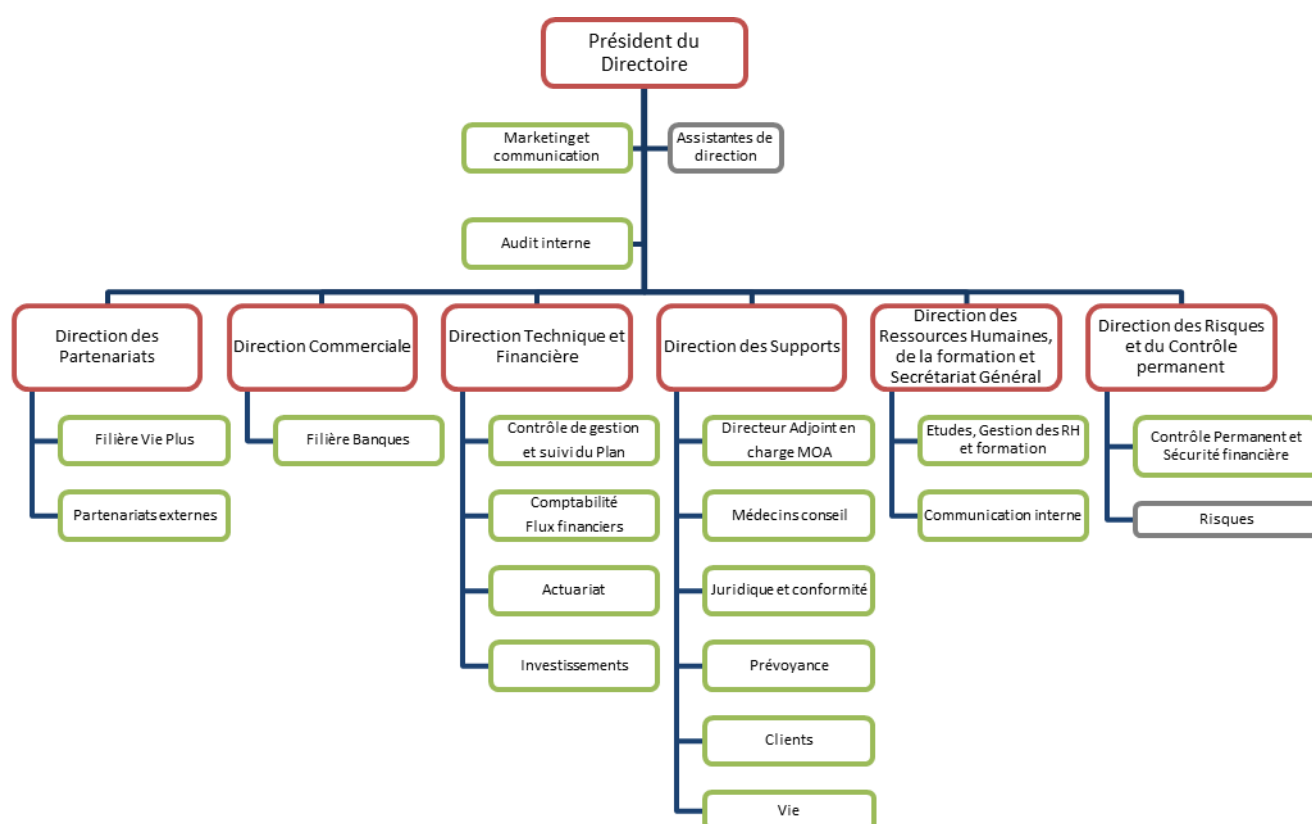 Président du
Directoire
Marketing et
communication
Assistantes de
direction
Audit interne
Direction des
Partenariats
Direction Commerciale
Direction Technique et
Financière
Direction des Supports
Direction des
Ressources Humaines,
de la formation et
Secrétariat Général
Direction des Risques
et du Contrôle
permanent
Filière Vie Plus
Partenariats externes
Filière Banques
Contrôle de gestion
et suivi du Plan
Comptabilité
Flux financiers
Actuariat
Investissements
Directeur Adjoint en
charge MOA
Médecins conseil
Juridique et conformité
Prévoyance
Clients
Vie
Etudes, Gestion des RH
et formation
Communication interne
Contrôle Permanent et
Sécurité financière
Risques